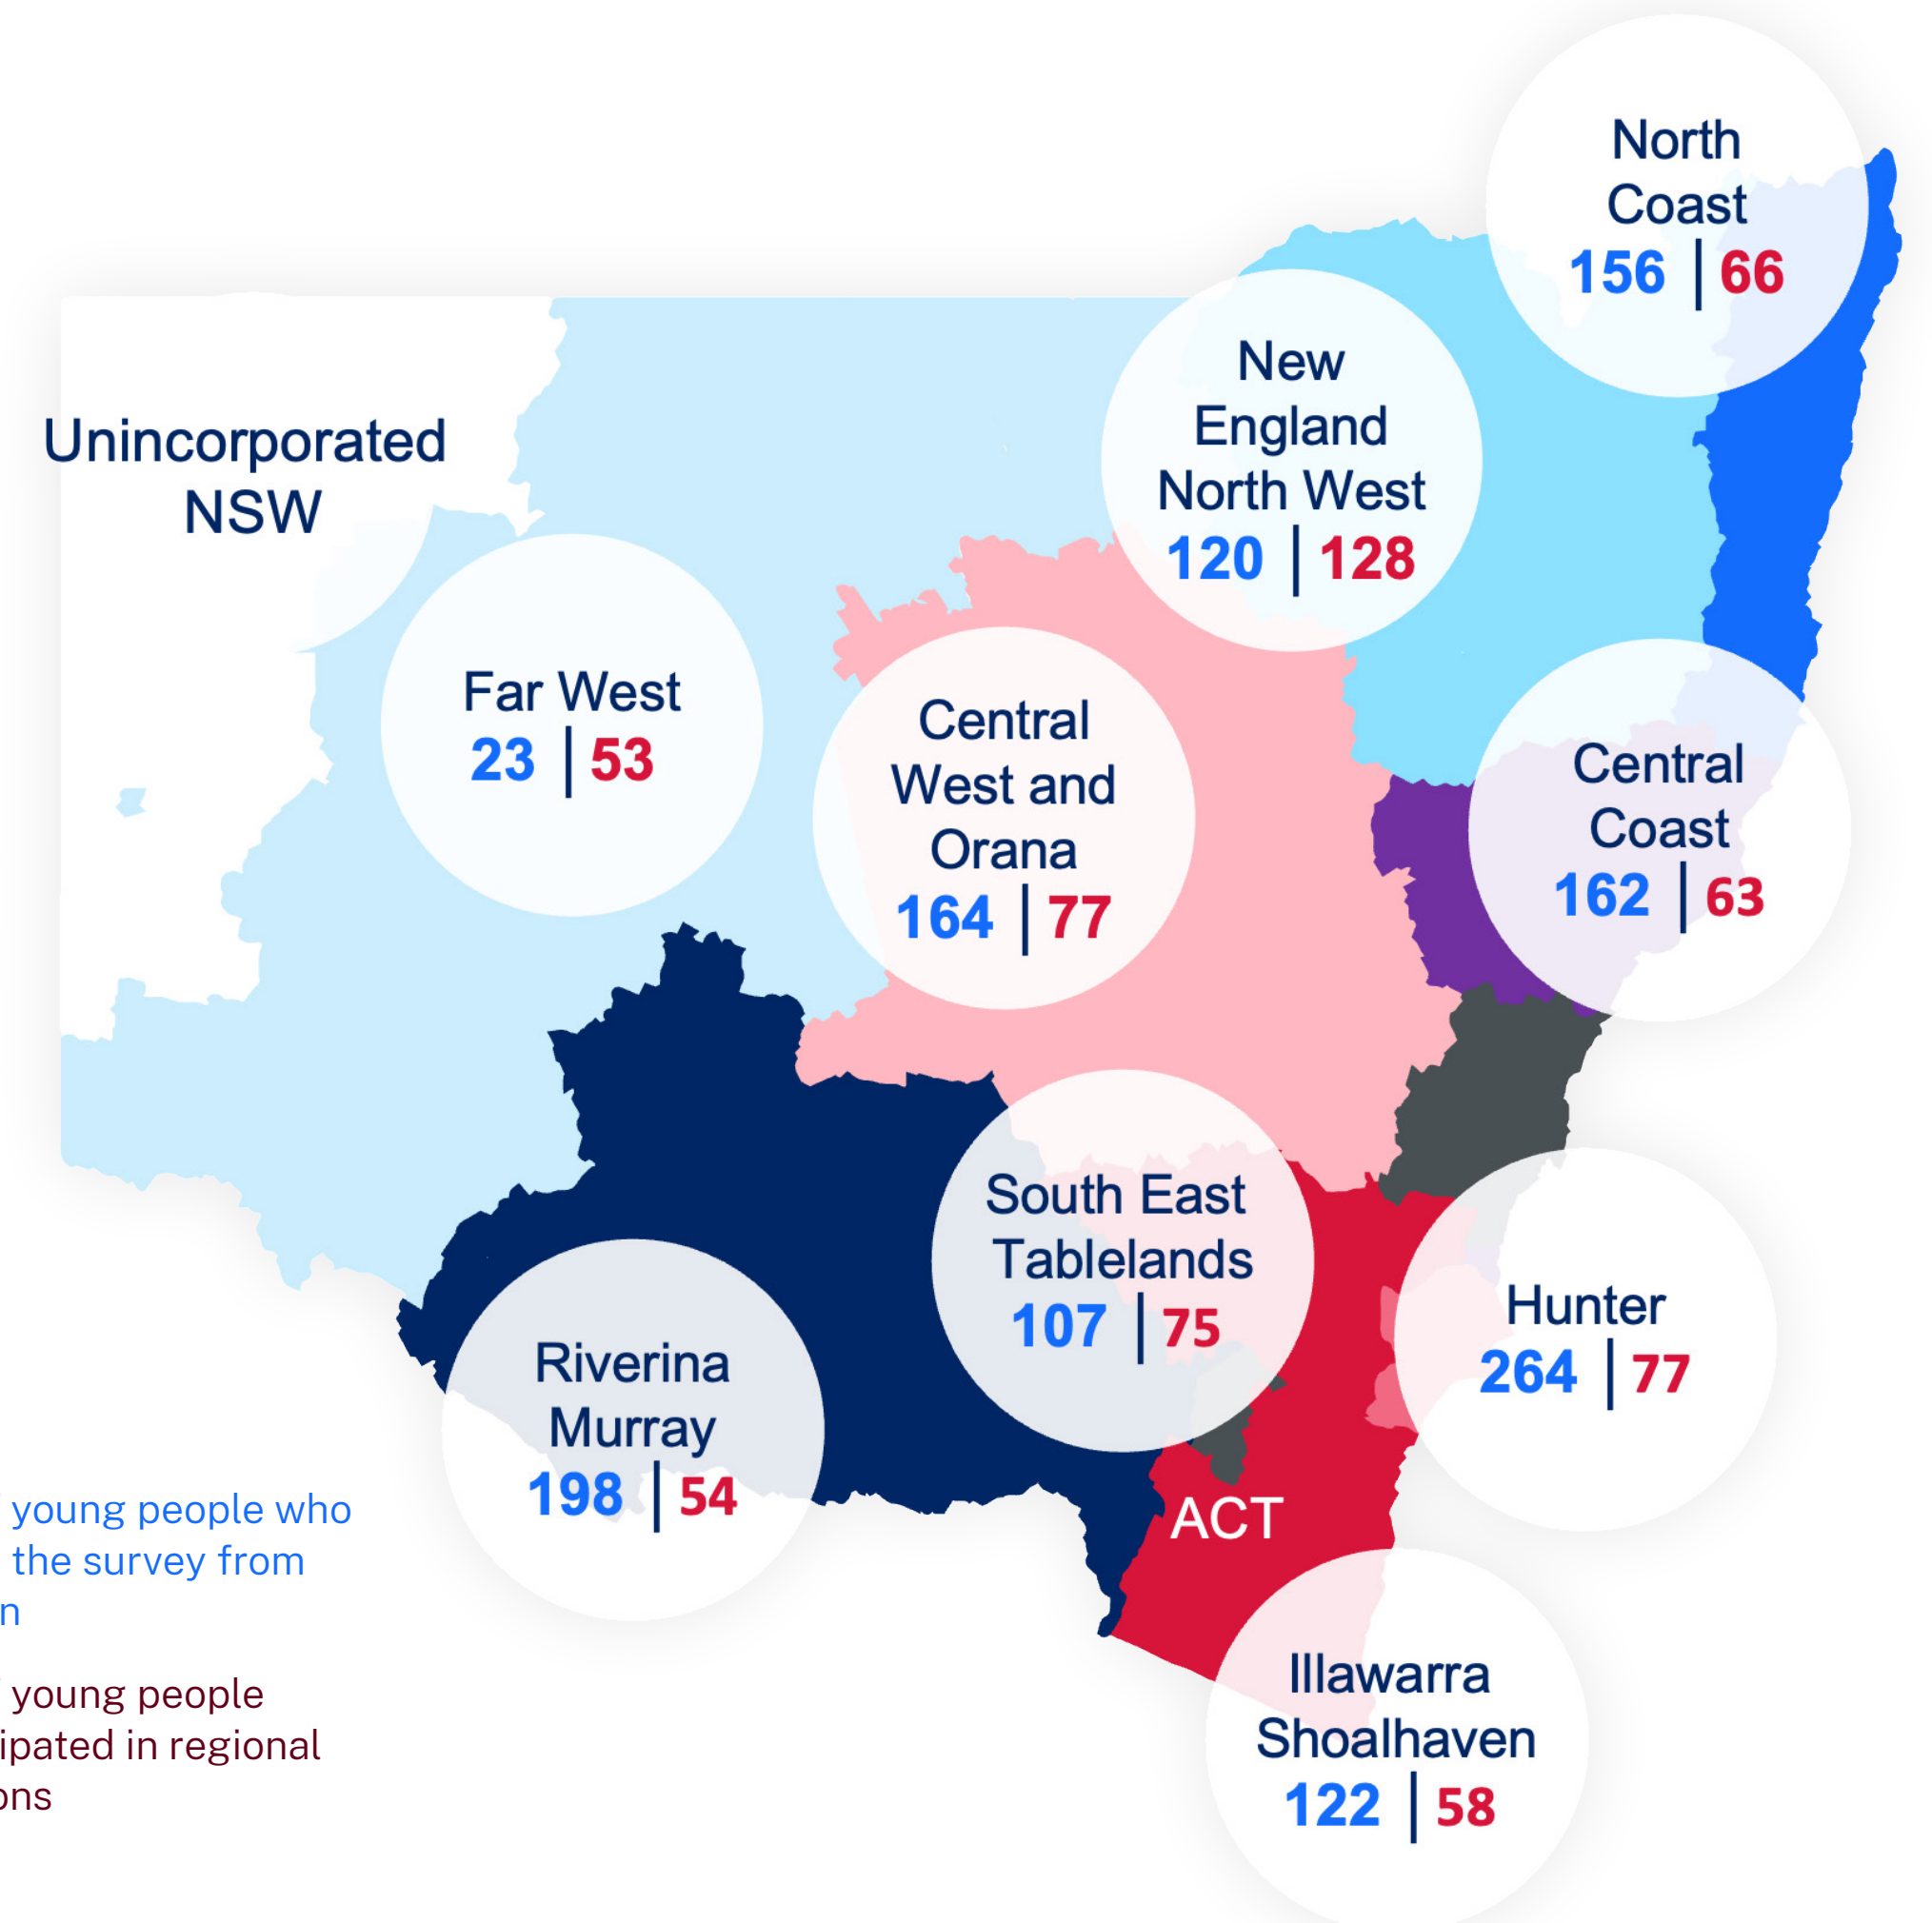 North
Coast
156 | 66
New
England
North West
120 | 128
Unincorporated
NSW
Far West
23 | 53
Central
West and
Orana
164 | 77
Central
Coast
162 | 63
South East
Tablelands
107 | 75
Hunter
264 | 77
Riverina
Murray
198 | 54
ACT
Illawarra
Shoalhaven
122 | 58
young people who
the survey from
n
young people
ipated in regional
ons